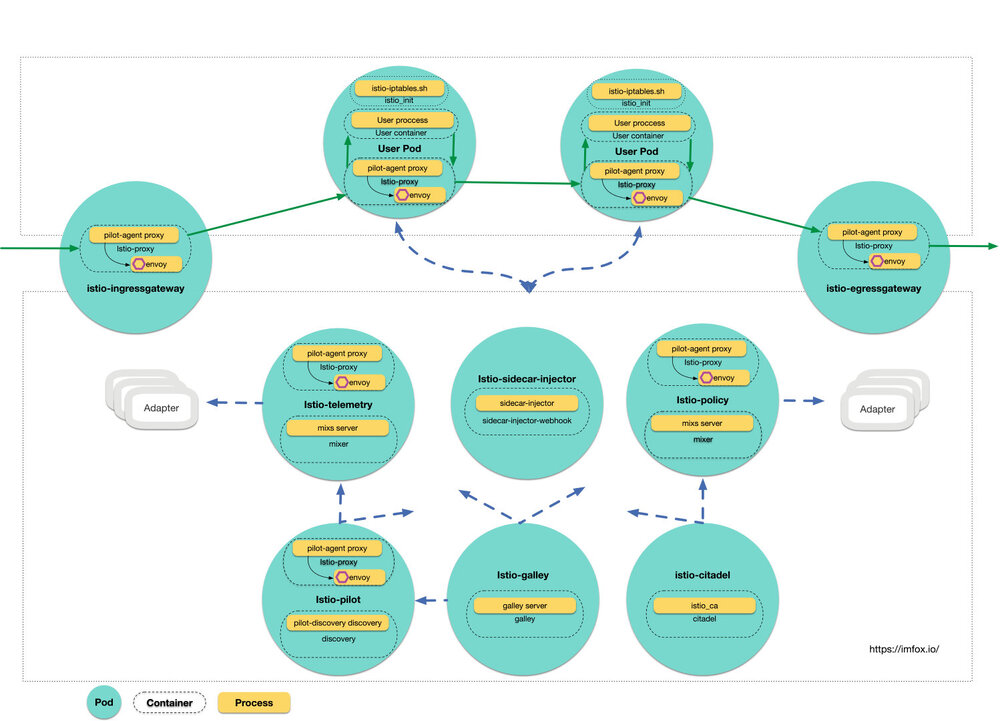 istio-iptables.sh
istio_init
User proccess
User container
User Pod
pilot-agent proxy
Istio-proxy
envoy
istio-iptables.sh
istio_init
User proccess
User container
User Pod
pilot-agent proxy
Istio-proxy
envoy
pilot-agent proxy
Istio-proxy
envoy
istio-ingressgateway
pilot-agent proxy
Istio-proxy
envoy
istio-egressgateway
pilot-agent proxy
Istio-proxy
envoy
Istio-telemetry
mixs server
mixer
Adapter
Istio-sidecar-injector
sidecar-injector
sidecar-injector-webhook
pilot-agent proxy
Istio-proxy
envoy
Istio-policy
mixs server
mixer
Adapter
pilot-agent proxy
Istio-proxy
envoy
Istio-pilot
pilot-discovery discovery
discovery
Istio-galley
galley server
galley
istio-citadel
istio_ca
citadel
https://imfox.io/
Pod
Container
Process